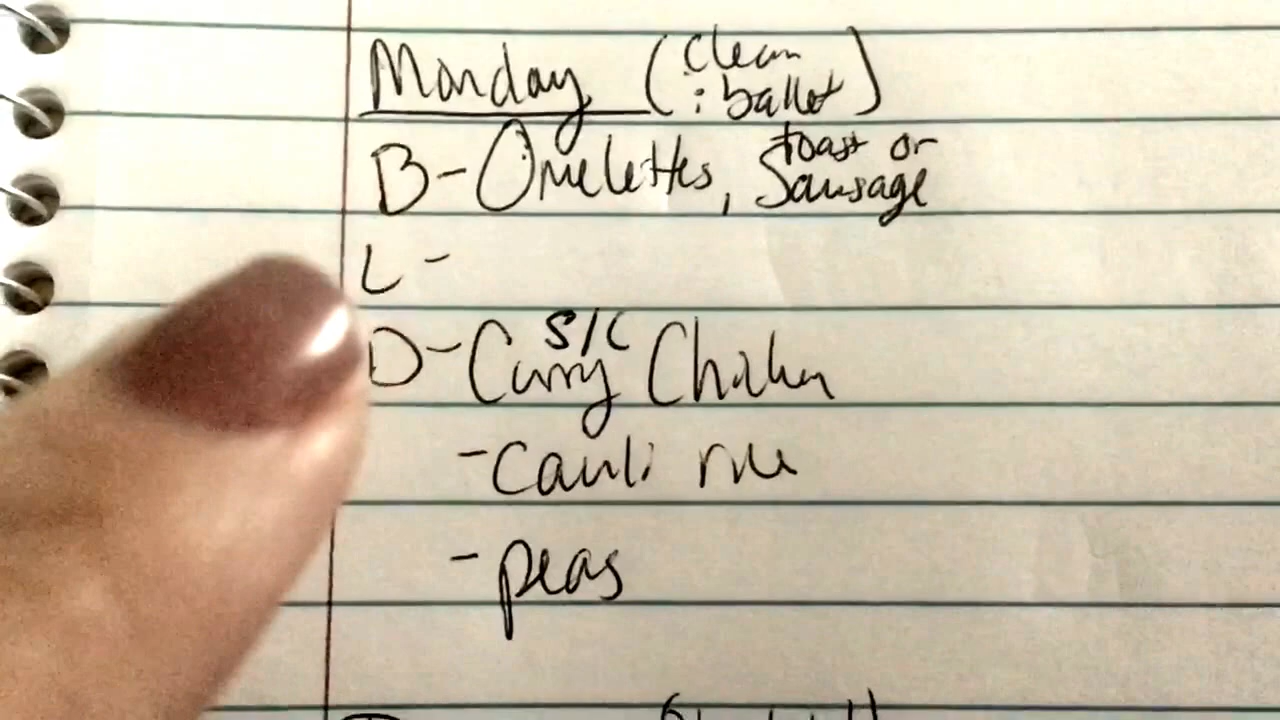 Monday (clean
: ballet)
B - Omelettes, toast or
Sausage
L -
D - S/C Curry Chicken
- cauli rice
- peas